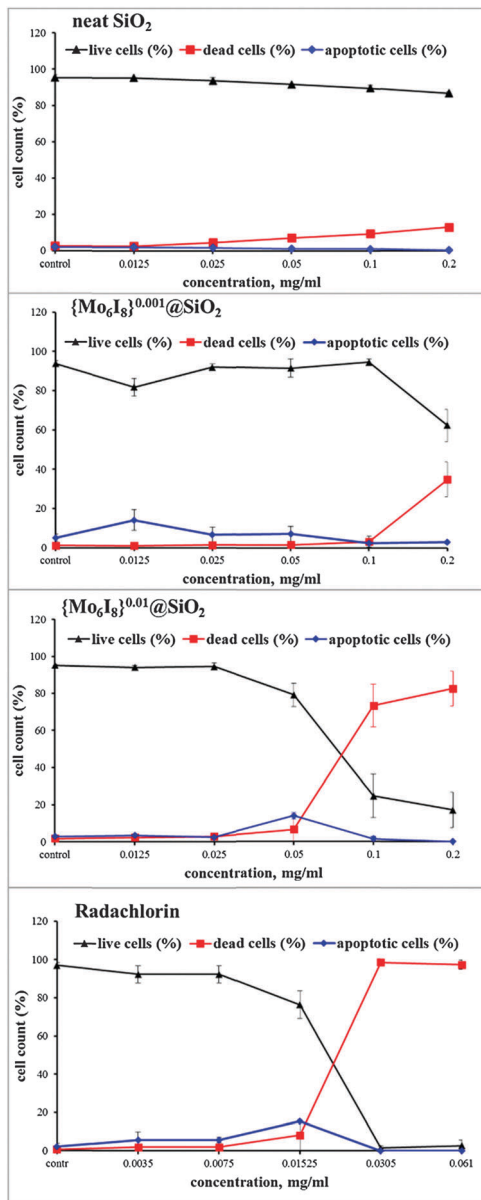 neat SiO₂
live cells (%) dead cells (%) apoptotic cells (%)
120
100
80
60
40
20
0
cell count (%)
control 0.0125 0.025 0.05 0.1 0.2
concentration, mg/ml
{Mo₆I₈}⁰·⁰⁰¹@SiO₂
live cells (%) dead cells (%) apoptotic cells (%)
120
100
80
60
40
20
0
cell count (%)
control 0.0125 0.025 0.05 0.1 0.2
concentration, mg/ml
{Mo₆I₈}⁰·⁰¹@SiO₂
live cells (%) dead cells (%) apoptotic cells (%)
120
100
80
60
40
20
0
cell count (%)
control 0.0125 0.025 0.05 0.1 0.2
concentration, mg/ml
Radachlorin
live cells (%) dead cells (%) apoptotic cells (%)
120
100
80
60
40
20
0
cell count (%)
contr 0.0035 0.0075 0.01525 0.0305 0.061
concentration, mg/ml